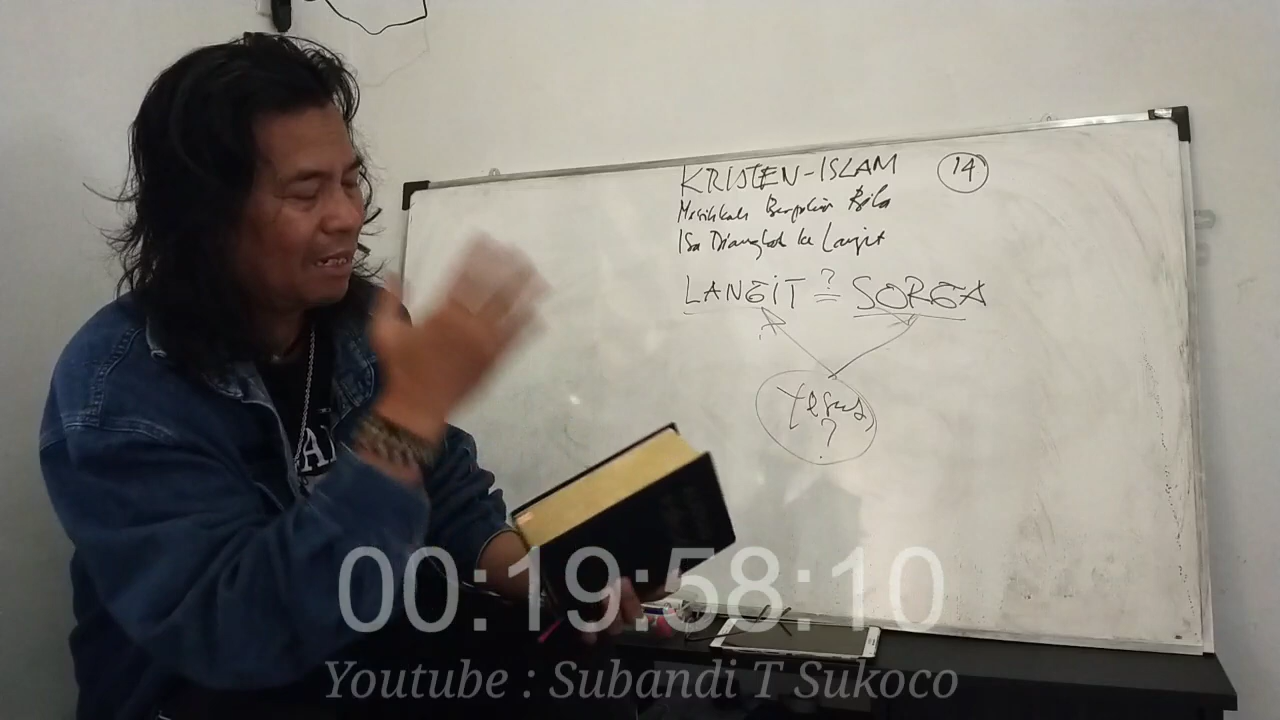 KRISTEN-ISLAM 14
Masihkah Berpikir Bila
Isa Diangkat ke Langit
LANGIT ? = SORGA
Yesus
?
00:19:58:10
Youtube : Subandi T Sukoco